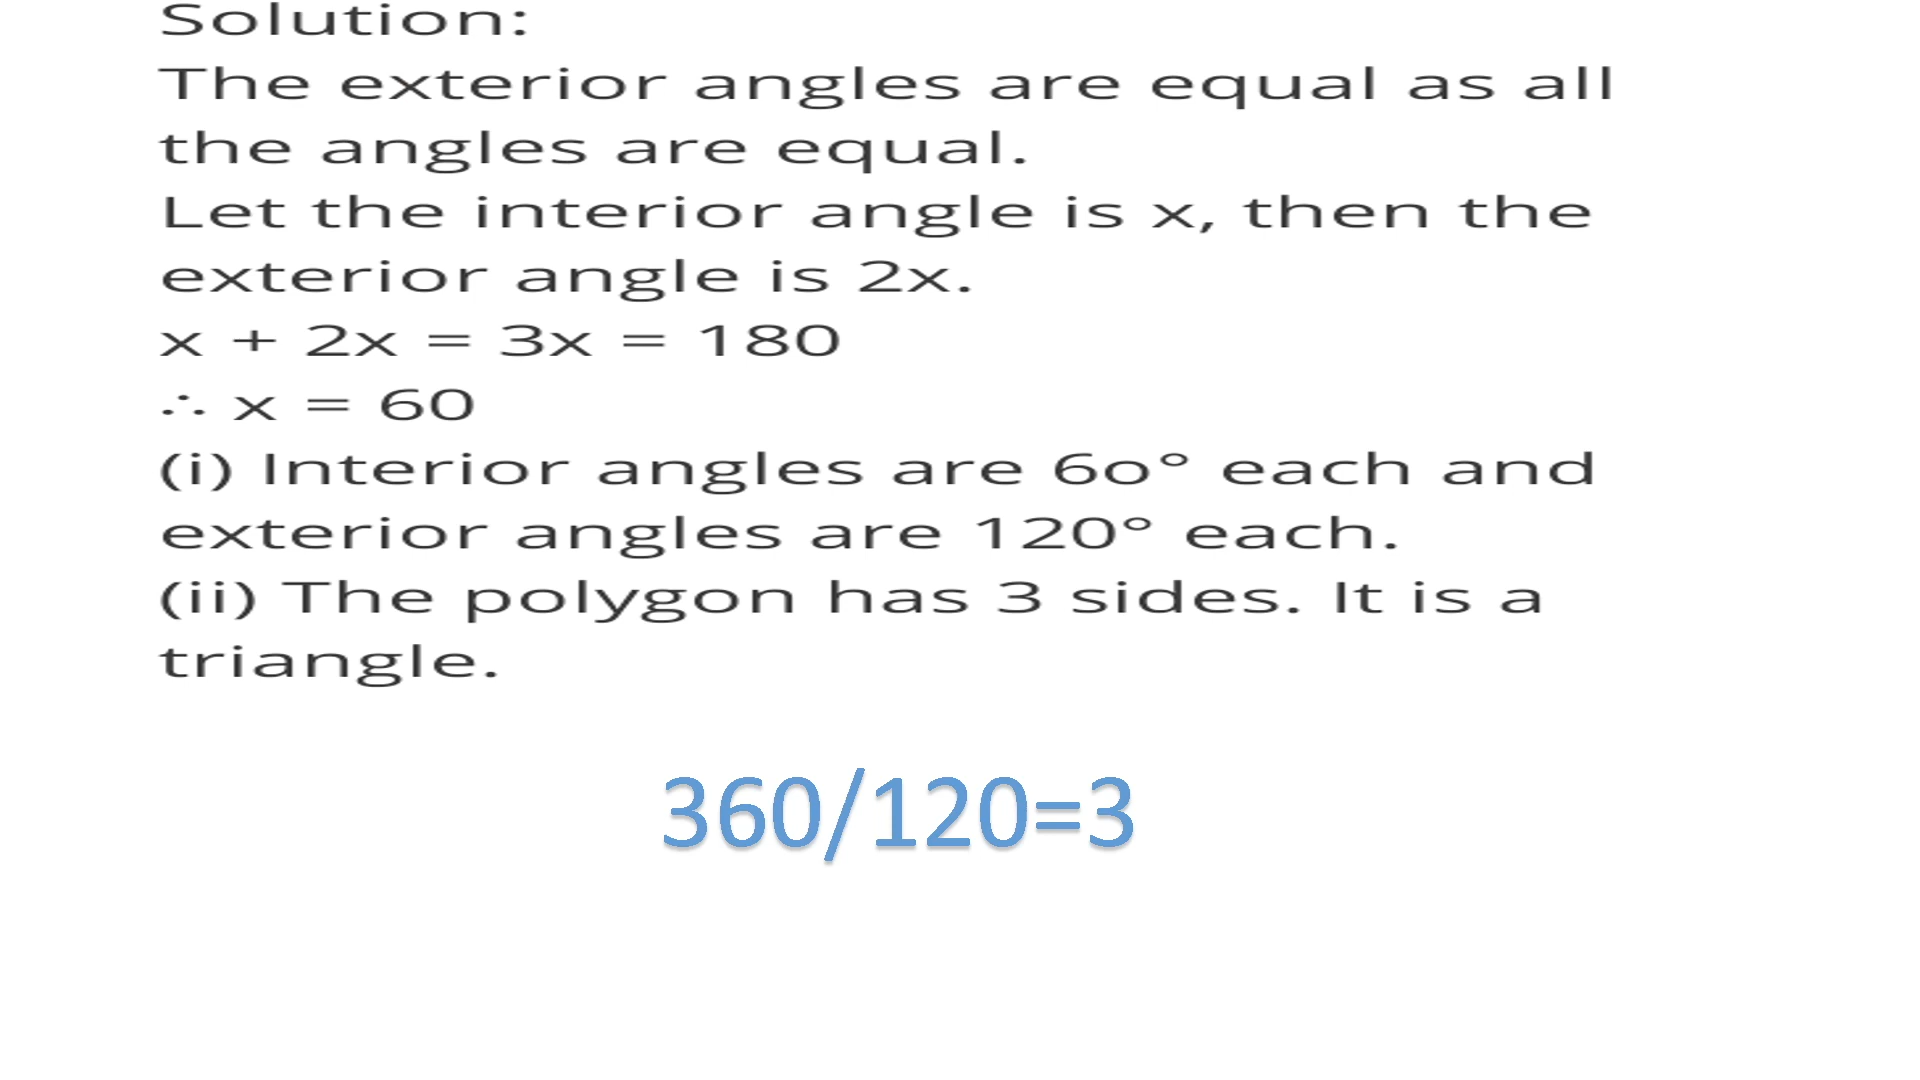 Solution:
The exterior angles are equal as all
the angles are equal.
Let the interior angle is x, then the
exterior angle is 2x.
x + 2x = 3x = 180
∴ x = 60
(i) Interior angles are 6o° each and
exterior angles are 120° each.
(ii) The polygon has 3 sides. It is a
triangle.
360/120=3